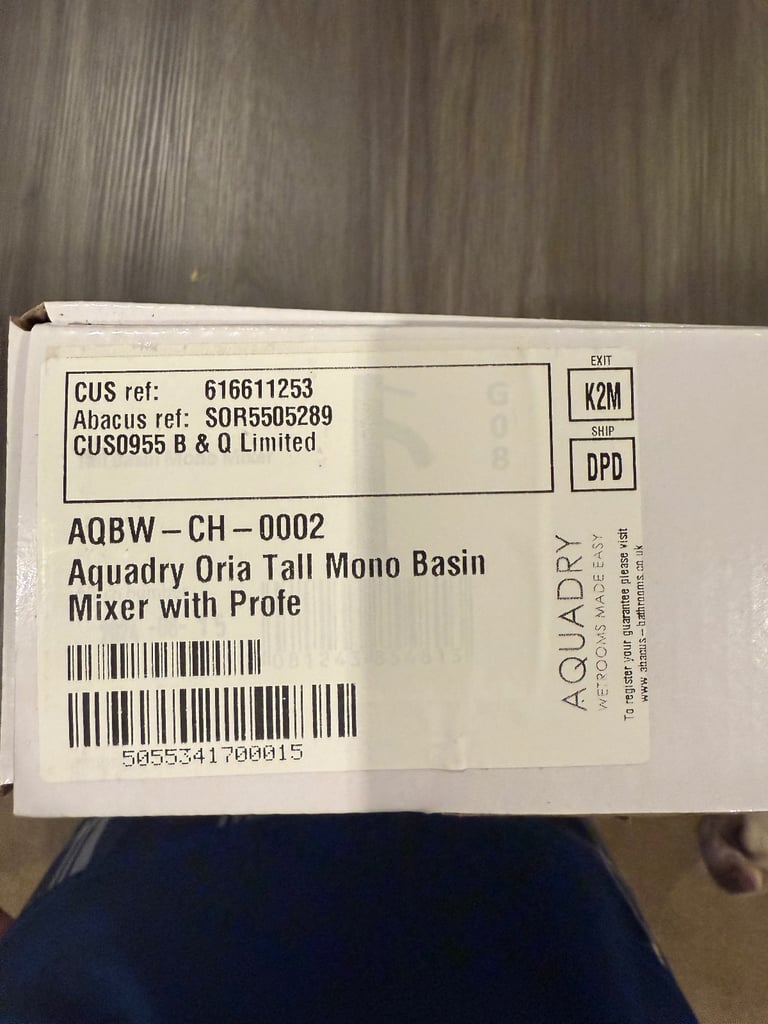 CUS ref: 616611253
Abacus ref: SOR5505289
CUS0955 B & Q Limited
EXIT
K2M
SHIP
DPD
AQBW-CH-0002
Aquadry Oria Tall Mono Basin
Mixer with Profe
5055341700015
AQUADRY
WETROOMS MADE EASY
To register your guarantee please visit
www.abacus-bathrooms.co.uk
G
0
8